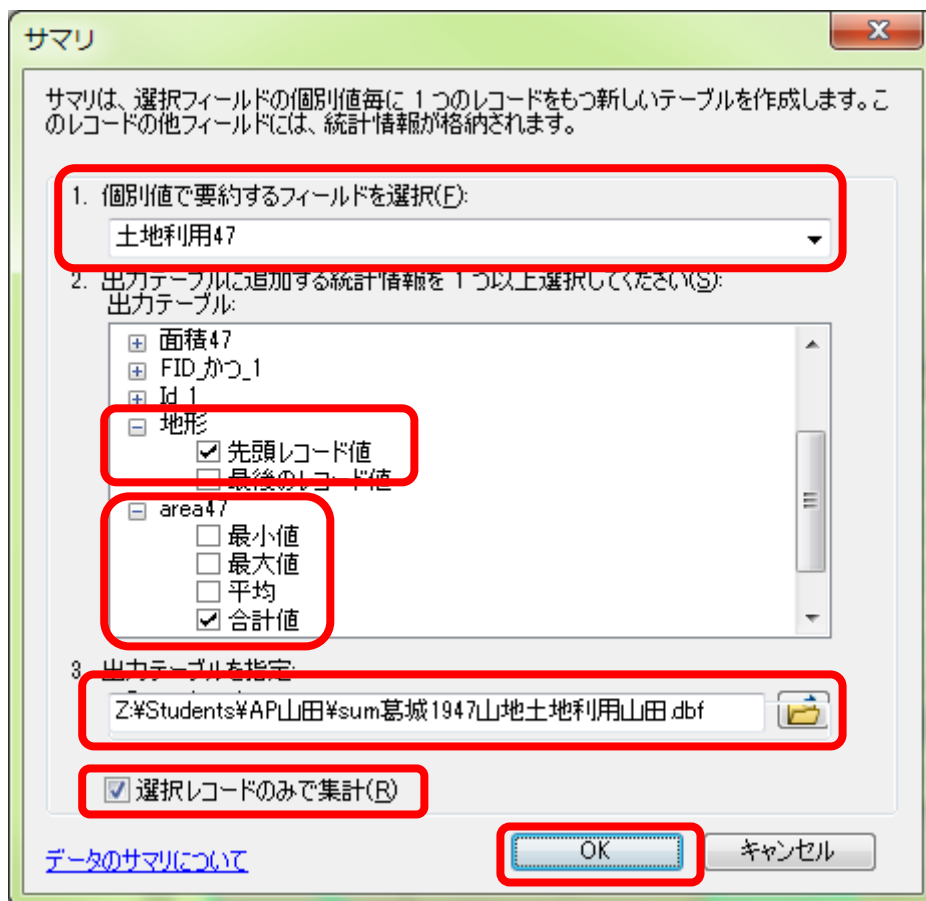 サマリ
サマリは、選択フィールドの個別値毎に 1 つのレコードをもつ新しいテーブルを作成します。こ
のレコードの他フィールドには、統計情報が格納されます。
1. 個別値で要約するフィールドを選択(F):
土地利用47
2. 出力テーブルに追加する統計情報を 1 つ以上選択してください(S):
出力テーブル:
面積47
FID_かつ_1
Id_1
地形
先頭レコード値
最後のレコード値
area47
最小値
最大値
平均
合計値
3. 出力テーブルを指定:
Z:¥Students¥AP山田¥sum葛城1947山地土地利用山田.dbf
選択レコードのみで集計(R)
データのサマリについて
OK
キャンセル